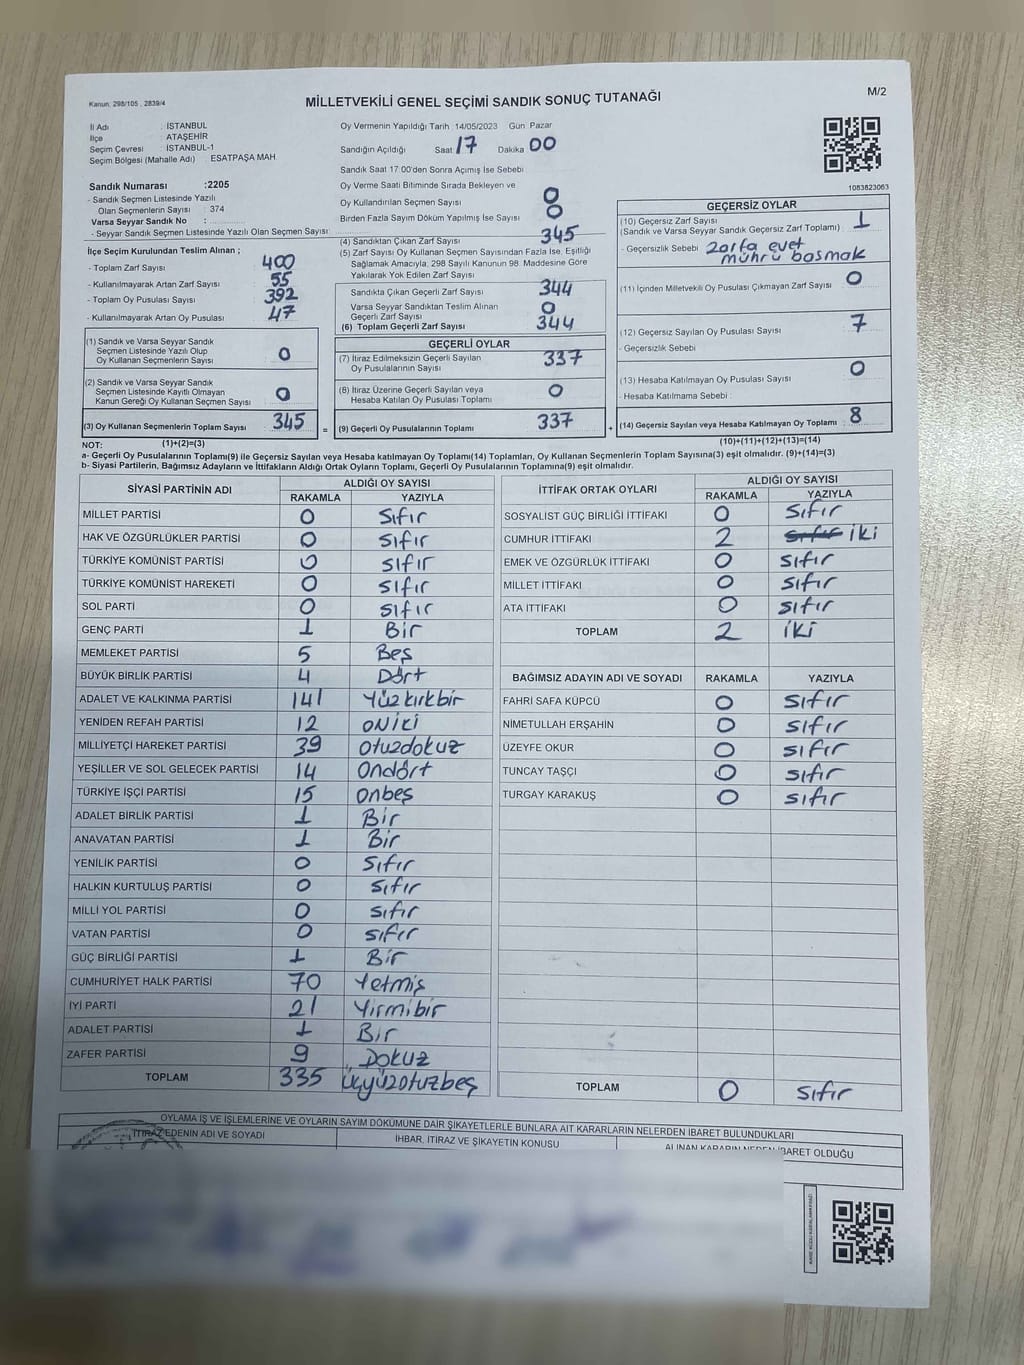 Kanun: 298/105 , 2839/4
MİLLETVEKİLİ GENEL SEÇİMİ SANDIK SONUÇ TUTANAĞI
M/2
İl Adı : İSTANBUL
İlçe : ATAŞEHİR
Seçim Çevresi : İSTANBUL-1
Seçim Bölgesi (Mahalle Adı) : ESATPAŞA MAH.
Oy Vermenin Yapıldığı Tarih 14/05/2023 Gün Pazar
Sandığın Açıldığı Saat 17 Dakika 00
Sandık Saat 17:00'den Sonra Açımış İse Sebebi
Oy Verme Saati Bitiminde Sırada Bekleyen ve
Oy Kullandırılan Seçmen Sayısı 0
Birden Fazla Sayım Döküm Yapılmış İse Sayısı 0
1083823063
Sandık Numarası :2205
- Sandık Seçmen Listesinde Yazılı
Olan Seçmenlerin Sayısı : 374
Varsa Seyyar Sandık No :
- Seyyar Sandık Seçmen Listesinde Yazılı Olan Seçmen Sayısı :
İlçe Seçim Kurulundan Teslim Alınan ;
- Toplam Zarf Sayısı 400
- Kullanılmayarak Artan Zarf Sayısı 55
- Toplam Oy Pusulası Sayısı 392
- Kullanılmayarak Artan Oy Pusulası 47
(1) Sandık ve Varsa Seyyar Sandık
Seçmen Listesinde Yazılı Olup
Oy Kullanan Seçmenlerin Sayısı 0
(2) Sandık ve Varsa Seyyar Sandık
Seçmen Listesinde Kayıtlı Olmayan
Kanun Gereği Oy Kullanan Seçmen Sayısı 0
(3) Oy Kullanan Seçmenlerin Toplam Sayısı 345 =
(4) Sandıktan Çıkan Zarf Sayısı 345
(5) Zarf Sayısı Oy Kullanan Seçmen Sayısından Fazla İse, Eşitliği
Sağlamak Amacıyla, 298 Sayılı Kanunun 98. Maddesine Göre
Yakılarak Yok Edilen Zarf Sayısı
Sandıkta Çıkan Geçerli Zarf Sayısı 344
Varsa Seyyar Sandıktan Teslim Alınan
Geçerli Zarf Sayısı 0
(6) Toplam Geçerli Zarf Sayısı 344
GEÇERLİ OYLAR
(7) İtiraz Edilmeksizin Geçerli Sayılan
Oy Pusulalarının Sayısı 337
(8) İtiraz Üzerine Geçerli Sayılan veya
Hesaba Katılan Oy Pusulası Toplamı 0
(9) Geçerli Oy Pusulalarının Toplamı 337 +
GEÇERSİZ OYLAR
(10) Geçersiz Zarf Sayısı 1
(Sandık ve Varsa Seyyar Sandık Geçersiz Zarf Toplamı)
- Geçersizlik Sebebi Zarfa evet
mührü basmak
(11) İçinden Milletvekili Oy Pusulası Çıkmayan Zarf Sayısı 0
(12) Geçersiz Sayılan Oy Pusulası Sayısı 7
- Geçersizlik Sebebi
(13) Hesaba Katılmayan Oy Pusulası Sayısı 0
- Hesaba Katılmama Sebebi :
(14) Geçersiz Sayılan veya Hesaba Katılmayan Oy Toplamı 8
NOT: (1)+(2)=(3) (10)+(11)+(12)+(13)=(14)
a- Geçerli Oy Pusulalarının Toplamı(9) ile Geçersiz Sayılan veya Hesaba katılmayan Oy Toplamı(14) Toplamları, Oy Kullanan Seçmenlerin Toplam Sayısına(3) eşit olmalıdır. (9)+(14)=(3)
b- Siyasi Partilerin, Bağımsız Adayların ve İttifakların Aldığı Ortak Oyların Toplamı, Geçerli Oy Pusulalarının Toplamına(9) eşit olmalıdır.
SİYASİ PARTİNİN ADI ALDIĞI OY SAYISI
RAKAMLA YAZIYLA
MİLLET PARTİSİ 0 Sıfır
HAK VE ÖZGÜRLÜKLER PARTİSİ 0 Sıfır
TÜRKİYE KOMÜNİST PARTİSİ 0 Sıfır
TÜRKİYE KOMÜNİST HAREKETİ 0 Sıfır
SOL PARTİ 0 Sıfır
GENÇ PARTİ 1 Bir
MEMLEKET PARTİSİ 5 Beş
BÜYÜK BİRLİK PARTİSİ 4 Dört
ADALET VE KALKINMA PARTİSİ 141 Yüzkırkbir
YENİDEN REFAH PARTİSİ 12 ONİKİ
MİLLİYETÇİ HAREKET PARTİSİ 39 Otuzdokuz
YEŞİLLER VE SOL GELECEK PARTİSİ 14 Ondört
TÜRKİYE İŞÇİ PARTİSİ 15 Onbeş
ADALET BİRLİK PARTİSİ 1 Bir
ANAVATAN PARTİSİ 1 Bir
YENİLİK PARTİSİ 0 Sıfır
HALKIN KURTULUŞ PARTİSİ 0 Sıfır
MİLLİ YOL PARTİSİ 0 Sıfır
VATAN PARTİSİ 0 Sıfır
GÜÇ BİRLİĞİ PARTİSİ 1 Bir
CUMHURİYET HALK PARTİSİ 70 Yetmiş
İYİ PARTİ 21 Yirmibir
ADALET PARTİSİ 1 Bir
ZAFER PARTİSİ 9 Dokuz
TOPLAM 335 üçyüzotuzbeş
İTTİFAK ORTAK OYLARI ALDIĞI OY SAYISI
RAKAMLA YAZIYLA
SOSYALIST GÜÇ BİRLİĞİ İTTİFAKI 0 Sıfır
CUMHUR İTTİFAKI 2 Sıfır İki
EMEK VE ÖZGÜRLÜK İTTİFAKI 0 Sıfır
MİLLET İTTİFAKI 0 Sıfır
ATA İTTİFAKI 0 Sıfır
TOPLAM 2 İki
BAĞIMSIZ ADAYIN ADI VE SOYADI RAKAMLA YAZIYLA
FAHRİ SAFA KÜPCÜ 0 Sıfır
NİMETULLAH ERŞAHİN 0 Sıfır
ÜZEYFE OKUR 0 Sıfır
TUNCAY TAŞÇI 0 Sıfır
TURGAY KARAKUŞ 0 Sıfır
TOPLAM 0 Sıfır
OYLAMA İŞ VE İŞLEMLERİNE VE OYLARIN SAYIM DÖKÜMÜNE DAİR ŞİKAYETLERLE BUNLARA AİT KARARLARIN NELERDEN İBARET BULUNDUKLARI
İTİRAZ EDENİN ADI VE SOYADI İHBAR, İTİRAZ VE ŞİKAYETİN KONUSU ALINAN KARARIN NEDEN İBARET OLDUĞU